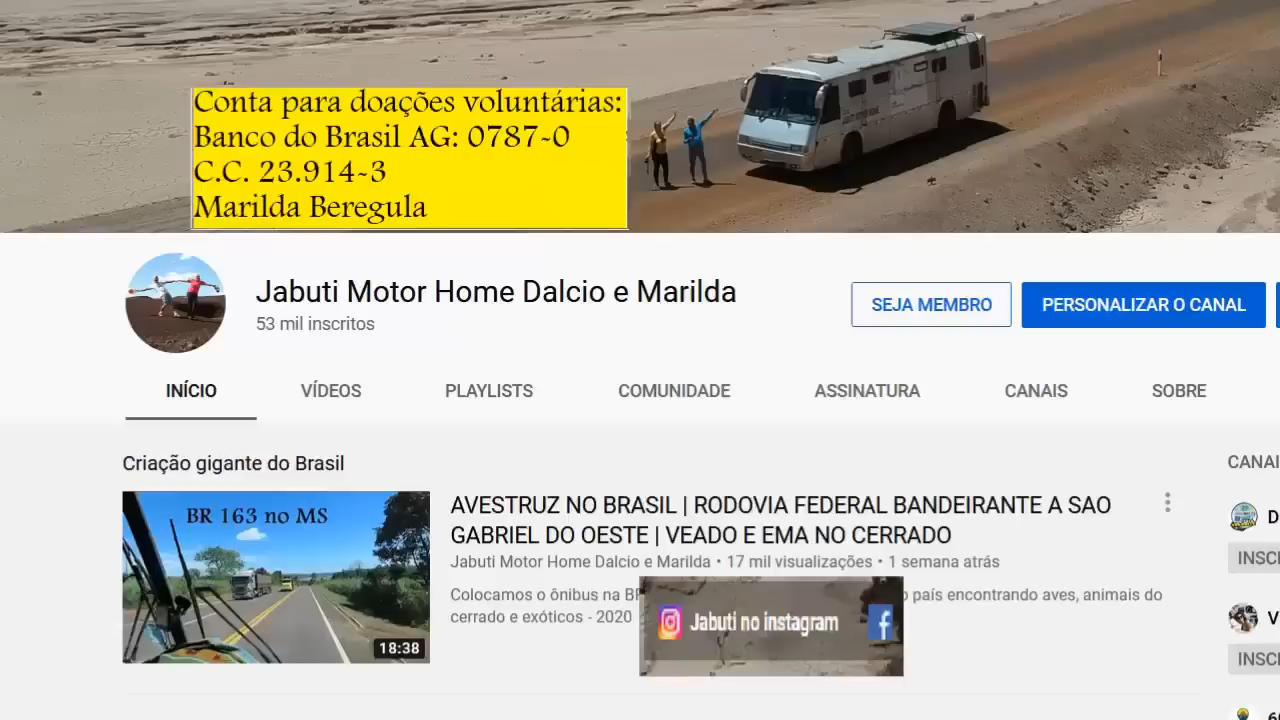 Conta para doações voluntárias:
Banco do Brasil AG: 0787-0
C.C. 23.914-3
Marilda Beregula
Jabuti Motor Home Dalcio e Marilda
53 mil inscritos
SEJA MEMBRO
PERSONALIZAR O CANAL
INÍCIO
VÍDEOS
PLAYLISTS
COMUNIDADE
ASSINATURA
CANAIS
SOBRE
Criação gigante do Brasil
CANAI
BR 163 no MS
18:38
AVESTRUZ NO BRASIL | RODOVIA FEDERAL BANDEIRANTE A SAO
GABRIEL DO OESTE | VEADO E EMA NO CERRADO
Jabuti Motor Home Dalcio e Marilda • 17 mil visualizações • 1 semana atrás
Colocamos o ônibus na o país encontrando aves, animais do
cerrado e exóticos - 2020
Jabuti no instagram
D
INSC
V
INSC